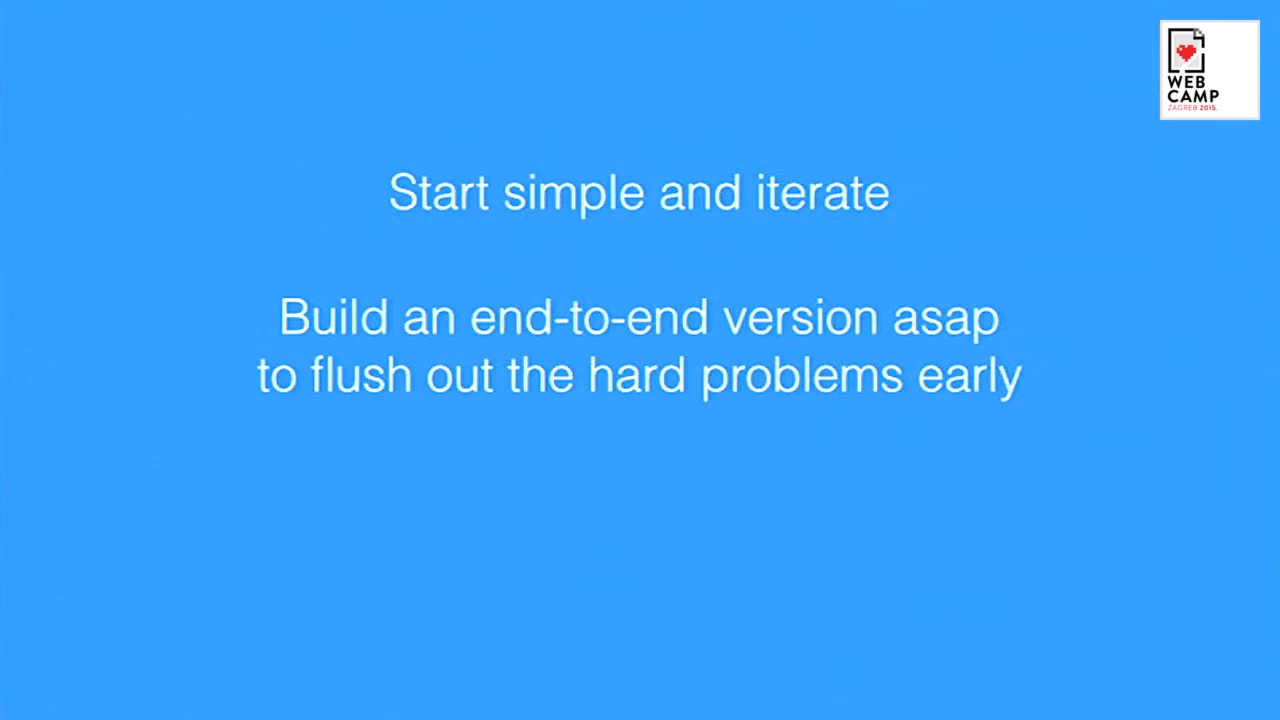 WEB
CAMP
ZAGREB 2015.
Start simple and iterate
Build an end-to-end version asap
to flush out the hard problems early